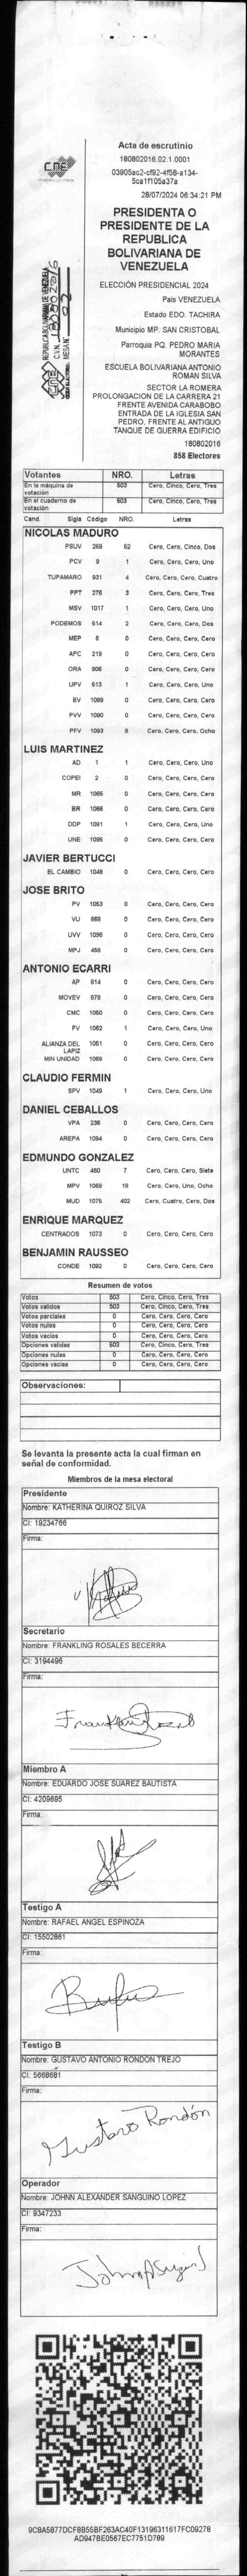 Acta de escrutinio
180802016.02.1.0001
03905ac2-cf92-4f58-a134-
5ca1f105a37a
28/07/2024 06:34:21 PM
CNE
PRESIDENTA O
PRESIDENTE DE LA
REPUBLICA
BOLIVARIANA DE
VENEZUELA
ELECCIÓN PRESIDENCIAL 2024
País VENEZUELA
Estado EDO. TACHIRA
Municipio MP. SAN CRISTOBAL
Parroquia PQ. PEDRO MARIA
MORANTES
ESCUELA BOLIVARIANA ANTONIO
ROMAN SILVA
SECTOR LA ROMERA
PROLONGACION DE LA CARRERA 21
FRENTE AVENIDA CARABOBO
ENTRADA DE LA IGLESIA SAN
PEDRO, FRENTE AL ANTIGUO
TANQUE DE GUERRA EDIFICIO
180802016
858 Electores
Votantes NRO. Letras
En la máquina de votación 503 Cero, Cinco, Cero, Tres
En el cuaderno de votación 503 Cero, Cinco, Cero, Tres
Cand. Sigla Código NRO. Letras
NICOLAS MADURO
PSUV 269 52 Cero, Cero, Cinco, Dos
PCV 9 1 Cero, Cero, Cero, Uno
TUPAMARO 931 4 Cero, Cero, Cero, Cuatro
PPT 276 3 Cero, Cero, Cero, Tres
MSV 1017 1 Cero, Cero, Cero, Uno
PODEMOS 614 2 Cero, Cero, Cero, Dos
MEP 6 0 Cero, Cero, Cero, Cero
APC 219 0 Cero, Cero, Cero, Cero
ORA 906 0 Cero, Cero, Cero, Cero
UPV 513 1 Cero, Cero, Cero, Uno
EV 1089 0 Cero, Cero, Cero, Cero
PVV 1090 0 Cero, Cero, Cero, Cero
PFV 1093 8 Cero, Cero, Cero, Ocho
LUIS MARTINEZ
AD 1 1 Cero, Cero, Cero, Uno
COPEI 2 0 Cero, Cero, Cero, Cero
MR 1065 0 Cero, Cero, Cero, Cero
BR 1066 0 Cero, Cero, Cero, Cero
DDP 1091 1 Cero, Cero, Cero, Uno
UNE 1095 0 Cero, Cero, Cero, Cero
JAVIER BERTUCCI
EL CAMBIO 1048 0 Cero, Cero, Cero, Cero
JOSE BRITO
PV 1053 0 Cero, Cero, Cero, Cero
VU 868 0 Cero, Cero, Cero, Cero
UVV 1096 0 Cero, Cero, Cero, Cero
MPJ 458 0 Cero, Cero, Cero, Cero
ANTONIO ECARRI
AP 914 0 Cero, Cero, Cero, Cero
MOVEV 978 0 Cero, Cero, Cero, Cero
CMC 1050 0 Cero, Cero, Cero, Cero
FV 1062 1 Cero, Cero, Cero, Uno
ALIANZA DEL LAPIZ 1051 0 Cero, Cero, Cero, Cero
MIN UNIDAD 1068 0 Cero, Cero, Cero, Cero
CLAUDIO FERMIN
SPV 1049 1 Cero, Cero, Cero, Uno
DANIEL CEBALLOS
VPA 236 0 Cero, Cero, Cero, Cero
AREPA 1094 0 Cero, Cero, Cero, Cero
EDMUNDO GONZALEZ
UNTC 460 7 Cero, Cero, Cero, Siete
MPV 1069 18 Cero, Cero, Uno, Ocho
MUD 1075 402 Cero, Cuatro, Cero, Dos
ENRIQUE MARQUEZ
CENTRADOS 1073 0 Cero, Cero, Cero, Cero
BENJAMIN RAUSSEO
CONDE 1092 0 Cero, Cero, Cero, Cero
Resumen de votos
Votos 503 Cero, Cinco, Cero, Tres
Votos validos 503 Cero, Cinco, Cero, Tres
Votos parciales 0 Cero, Cero, Cero, Cero
Votos nulos 0 Cero, Cero, Cero, Cero
Votos vacios 0 Cero, Cero, Cero, Cero
Opciones validas 503 Cero, Cinco, Cero, Tres
Opciones nulas 0 Cero, Cero, Cero, Cero
Opciones vacias 0 Cero, Cero, Cero, Cero
Observaciones:
Se levanta la presente acta la cual firman en
señal de conformidad.
Miembros de la mesa electoral
Presidente
Nombre: KATHERINA QUIROZ SILVA
CI: 19234766
Firma:
Secretario
Nombre: FRANKLING ROSALES BECERRA
CI: 3194496
Firma:
Miembro A
Nombre: EDUARDO JOSE SUAREZ BAUTISTA
CI: 4209695
Firma:
Testigo A
Nombre: RAFAEL ANGEL ESPINOZA
CI: 15502861
Firma:
Testigo B
Nombre: GUSTAVO ANTONIO RONDON TREJO
CI: 5668681
Firma:
Gustavo Rondón
Operador
Nombre: JOHNN ALEXANDER SANGUINO LOPEZ
CI: 9347233
Firma:
9C8A5877DCF8B55BF263AC40F13196311617FC09278
AD947BE0567EC7751D789